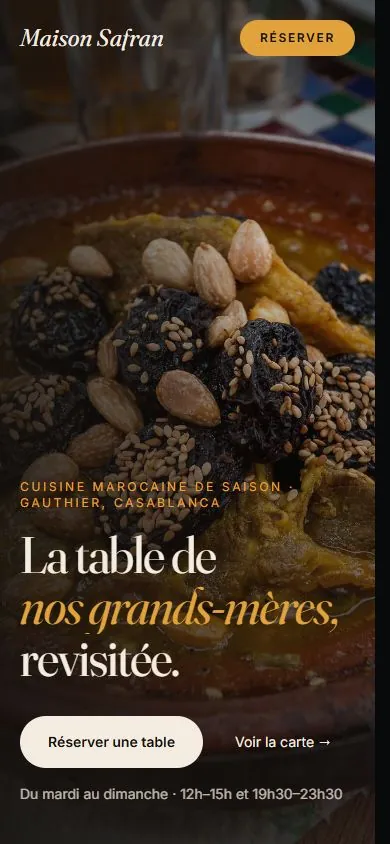 Maison Safran
RÉSERVER
CUISINE MAROCAINE DE SAISON ·
GAUTHIER, CASABLANCA
La table de
nos grands-mères,
revisitée.
Réserver une table
Voir la carte →
Du mardi au dimanche · 12h–15h et 19h30–23h30